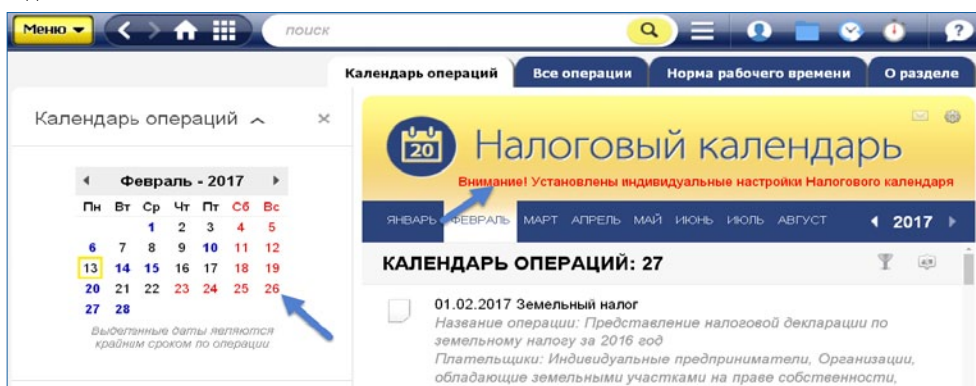 Меню
поиск
?
Календарь операций
Все операции
Норма рабочего времени
О разделе
Календарь операций
Февраль - 2017
Пн Вт Ср Чт Пт Сб Вс
1 2 3 4 5
6 7 8 9 10 11 12
13 14 15 16 17 18 19
20 21 22 23 24 25 26
27 28
Выделенные даты являются
крайним сроком по операции
20
Налоговый календарь
Внимание! Установлены индивидуальные настройки Налогового календаря
ЯНВАРЬ ФЕВРАЛЬ МАРТ АПРЕЛЬ МАЙ ИЮНЬ ИЮЛЬ АВГУСТ 2017
КАЛЕНДАРЬ ОПЕРАЦИЙ: 27
01.02.2017 Земельный налог
Название операции: Представление налоговой декларации по
земельному налогу за 2016 год
Плательщики: Индивидуальные предприниматели, Организации,
обладающие земельными участками на праве собственности,